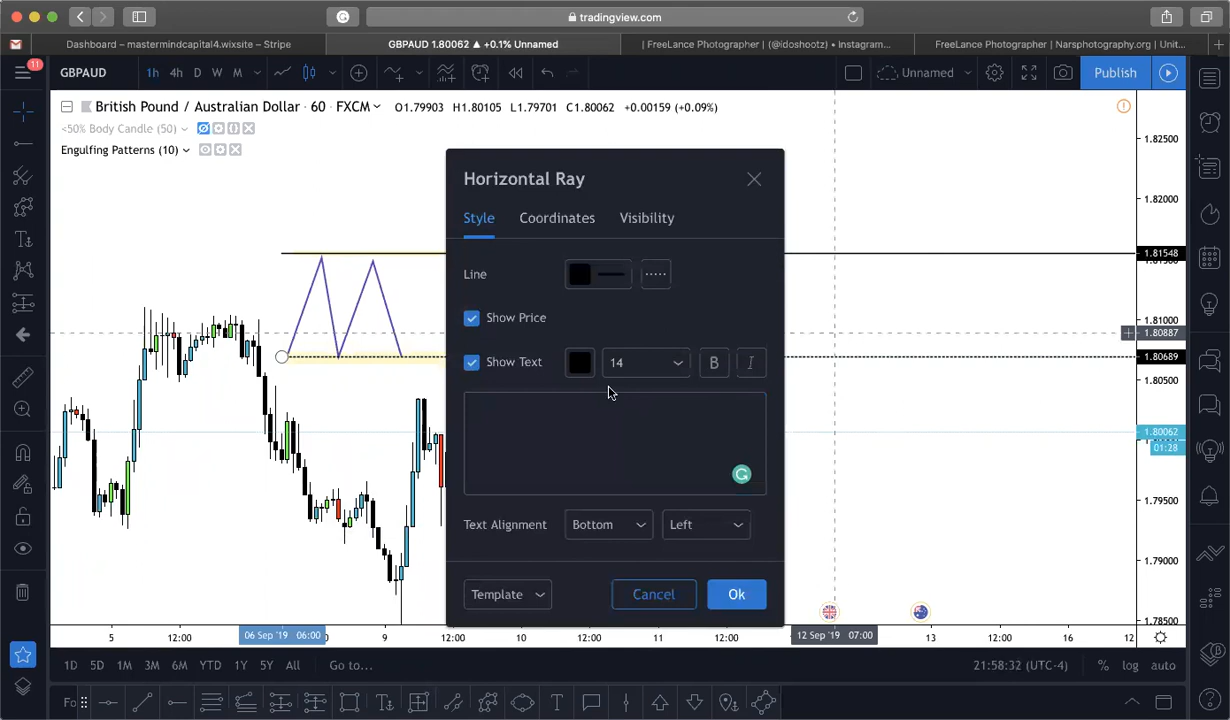 tradingview.com
Dashboard – mastermindcapital4.wixsite – Stripe
GBPAUD 1.80062 ▲ +0.1% Unnamed
| FreeLance Photographer | (@idoshootz) • Instagram...
FreeLance Photographer | Narsphotography.org | Unit...
11
GBPAUD
1h 4h D W M
Unnamed
Publish
British Pound / Australian Dollar · 60 · FXCM
O1.79903 H1.80105 L1.79701 C1.80062 +0.00159 (+0.09%)
<50% Body Candle (50)
Engulfing Patterns (10)
Horizontal Ray
Style Coordinates Visibility
Line
Show Price
Show Text
14
B I
Text Alignment
Bottom
Left
Template
Cancel
Ok
1.82500
1.82000
1.81548
1.81000
1.80887
1.80689
1.80500
1.80062
01:28
1.79500
1.79000
1.78500
5 12:00 06 Sep '19 06:00 9 12:00 10 12:00 11 12:00 12 Sep '19 07:00 13 12:00 16 12
1D 5D 1M 3M 6M YTD 1Y 5Y All Go to...
21:58:32 (UTC-4) % log auto
Fo